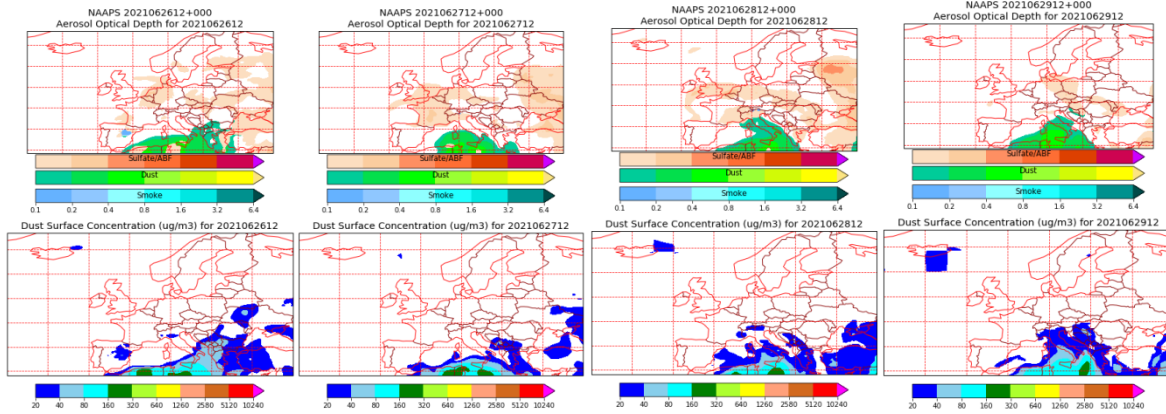 NAAPS 2021062612+000
Aerosol Optical Depth for 2021062612
Sulfate/ABF
Dust
Smoke
0.1 0.2 0.4 0.8 1.6 3.2 6.4
NAAPS 2021062712+000
Aerosol Optical Depth for 2021062712
Sulfate/ABF
Dust
Smoke
0.1 0.2 0.4 0.8 1.6 3.2 6.4
NAAPS 2021062812+000
Aerosol Optical Depth for 2021062812
Sulfate/ABF
Dust
Smoke
0.1 0.2 0.4 0.8 1.6 3.2 6.4
NAAPS 2021062912+000
Aerosol Optical Depth for 2021062912
Sulfate/ABF
Dust
Smoke
0.1 0.2 0.4 0.8 1.6 3.2 6.4
Dust Surface Concentration (ug/m3) for 2021062612
20 40 80 160 320 640 1260 2580 5120 10240
Dust Surface Concentration (ug/m3) for 2021062712
20 40 80 160 320 640 1260 2580 5120 10240
Dust Surface Concentration (ug/m3) for 2021062812
20 40 80 160 320 640 1260 2580 5120 10240
Dust Surface Concentration (ug/m3) for 2021062912
20 40 80 160 320 640 1260 2580 5120 10240